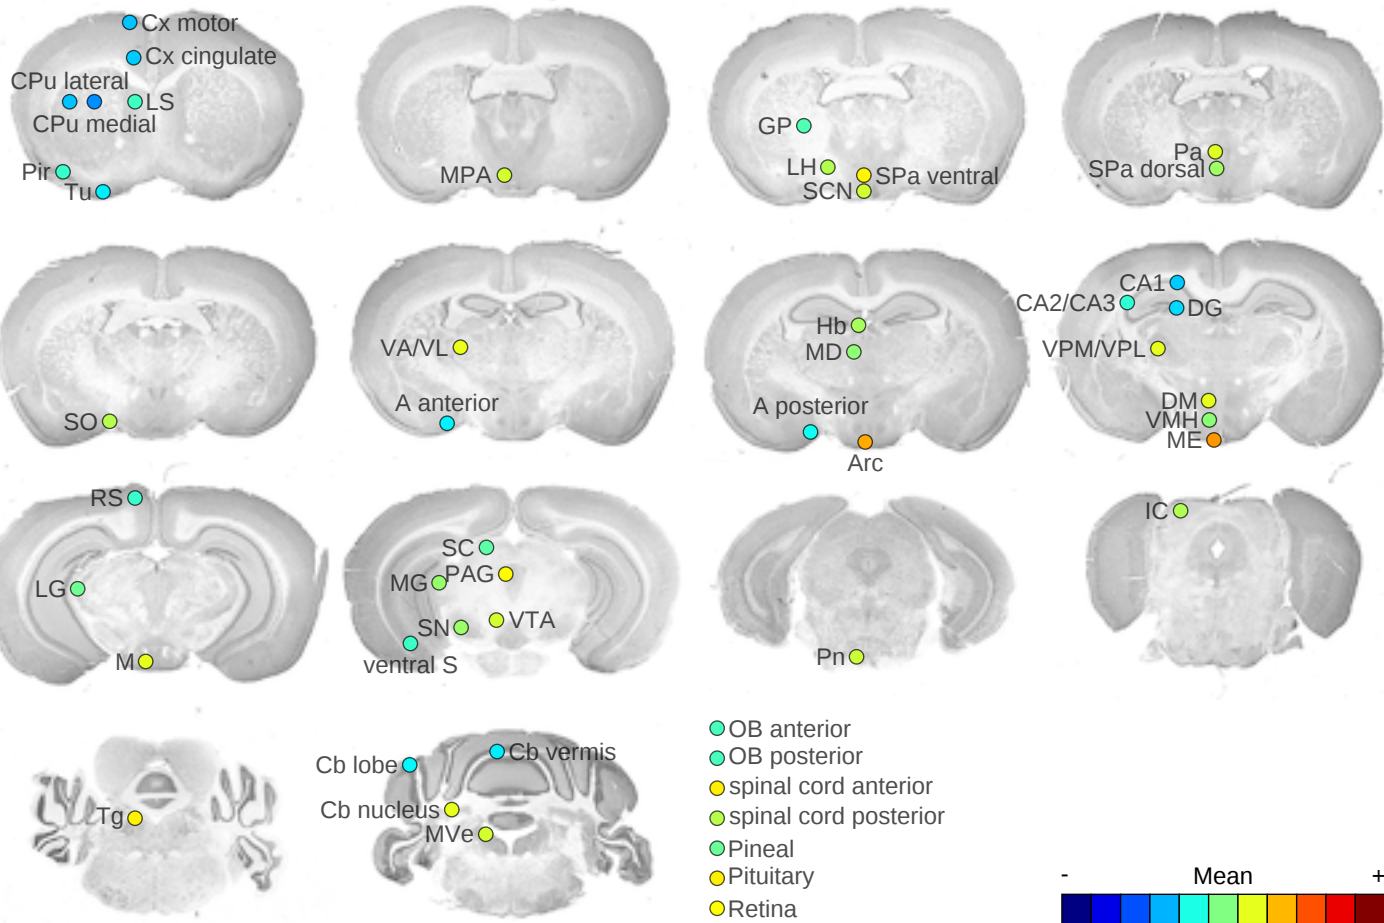 Cx motor
Cx cingulate
CPu lateral
LS
CPu medial
Pir
Tu
MPA
GP
LH
SPa ventral
SCN
Pa
SPa dorsal
SO
VA/VL
A anterior
Hb
MD
A posterior
Arc
CA1
CA2/CA3
DG
VPM/VPL
DM
VMH
ME
RS
LG
M
SC
MG
PAG
SN
VTA
ventral S
Pn
IC
Tg
Cb lobe
Cb vermis
Cb nucleus
MVe
OB anterior
OB posterior
spinal cord anterior
spinal cord posterior
Pineal
Pituitary
Retina
- Mean +